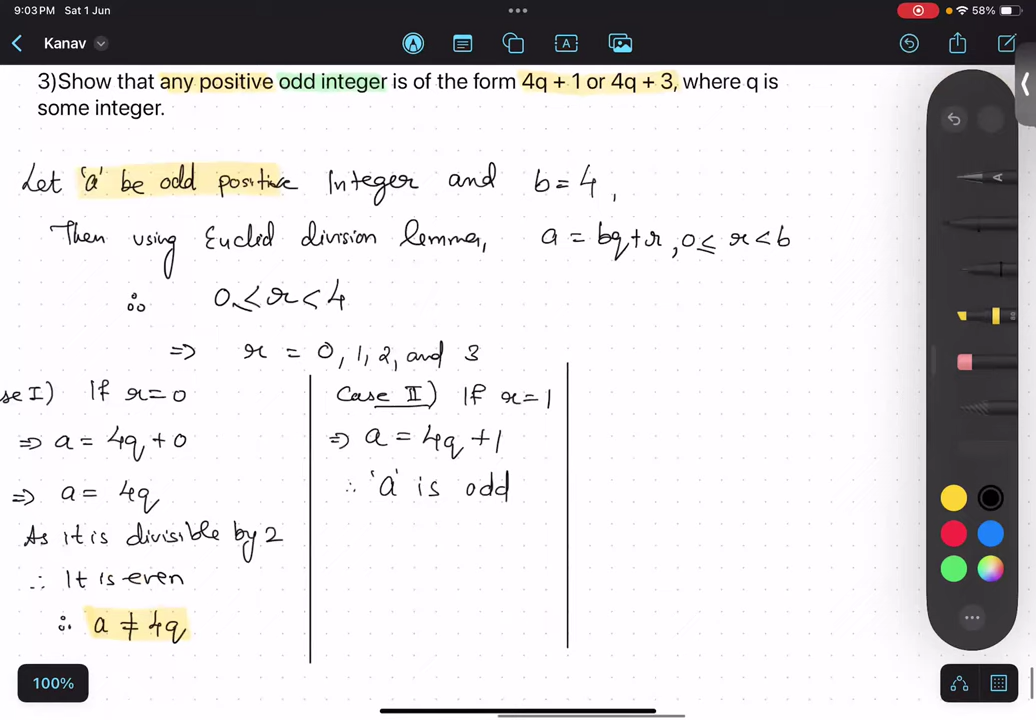 9:03 PM Sat 1 Jun
58%
Kanav
3)Show that any positive odd integer is of the form 4q + 1 or 4q + 3, where q is
some integer.
Let 'a' be odd positive Integer and b = 4,
Then using Euclid division lemma, a = bq + r, 0 ≤ r < b
∴ 0 ≤ r < 4
⇒ r = 0, 1, 2, and 3
se I) If r = 0
⇒ a = 4q + 0
⇒ a = 4q
As it is divisible by 2
∴ It is even
∴ a ≠ 4q
Case II) If r = 1
⇒ a = 4q + 1
∴ 'a' is odd
100%